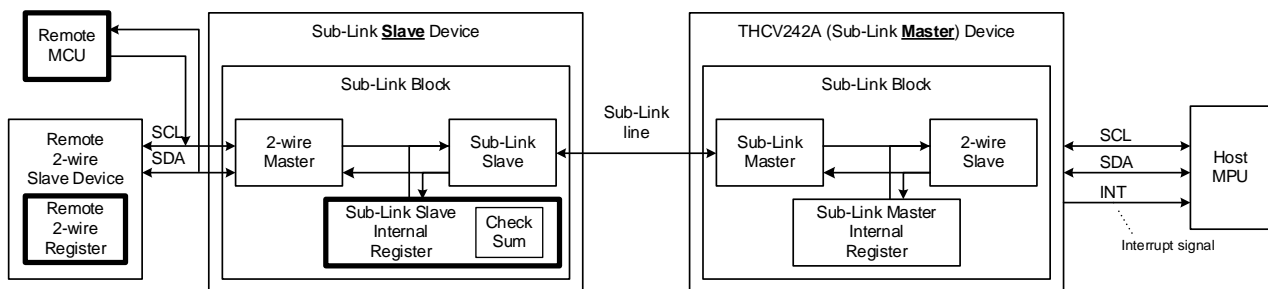 Remote
MCU
Remote
2-wire
Slave Device
Remote
2-wire
Register
SCL
SDA
Sub-Link Slave Device
Sub-Link Block
2-wire
Master
Sub-Link
Slave
Sub-Link Slave
Internal
Register
Check
Sum
Sub-Link
line
THCV242A (Sub-Link Master) Device
Sub-Link Block
Sub-Link
Master
2-wire
Slave
Sub-Link Master
Internal
Register
SCL
SDA
INT
Interrupt signal
Host
MPU